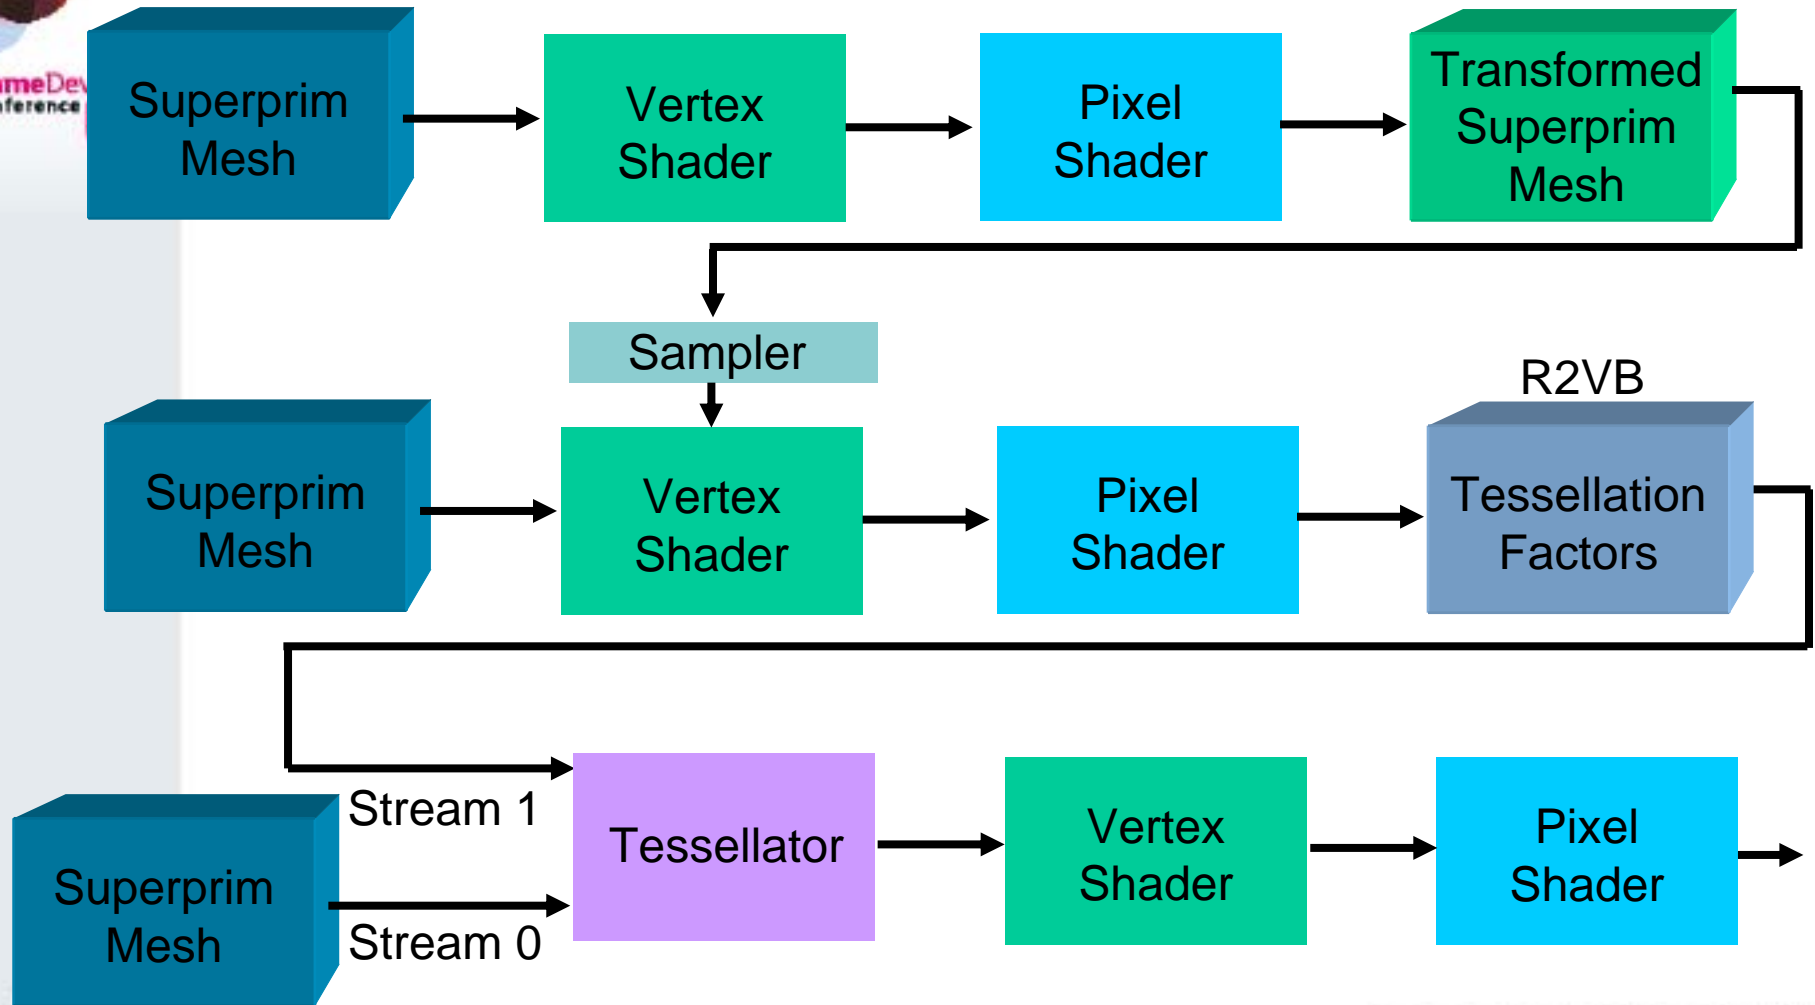 Superprim
Mesh
Vertex
Shader
Pixel
Shader
Transformed
Superprim
Mesh
Sampler
R2VB
Superprim
Mesh
Vertex
Shader
Pixel
Shader
Tessellation
Factors
Stream 1
Superprim
Mesh
Stream 0
Tessellator
Vertex
Shader
Pixel
Shader